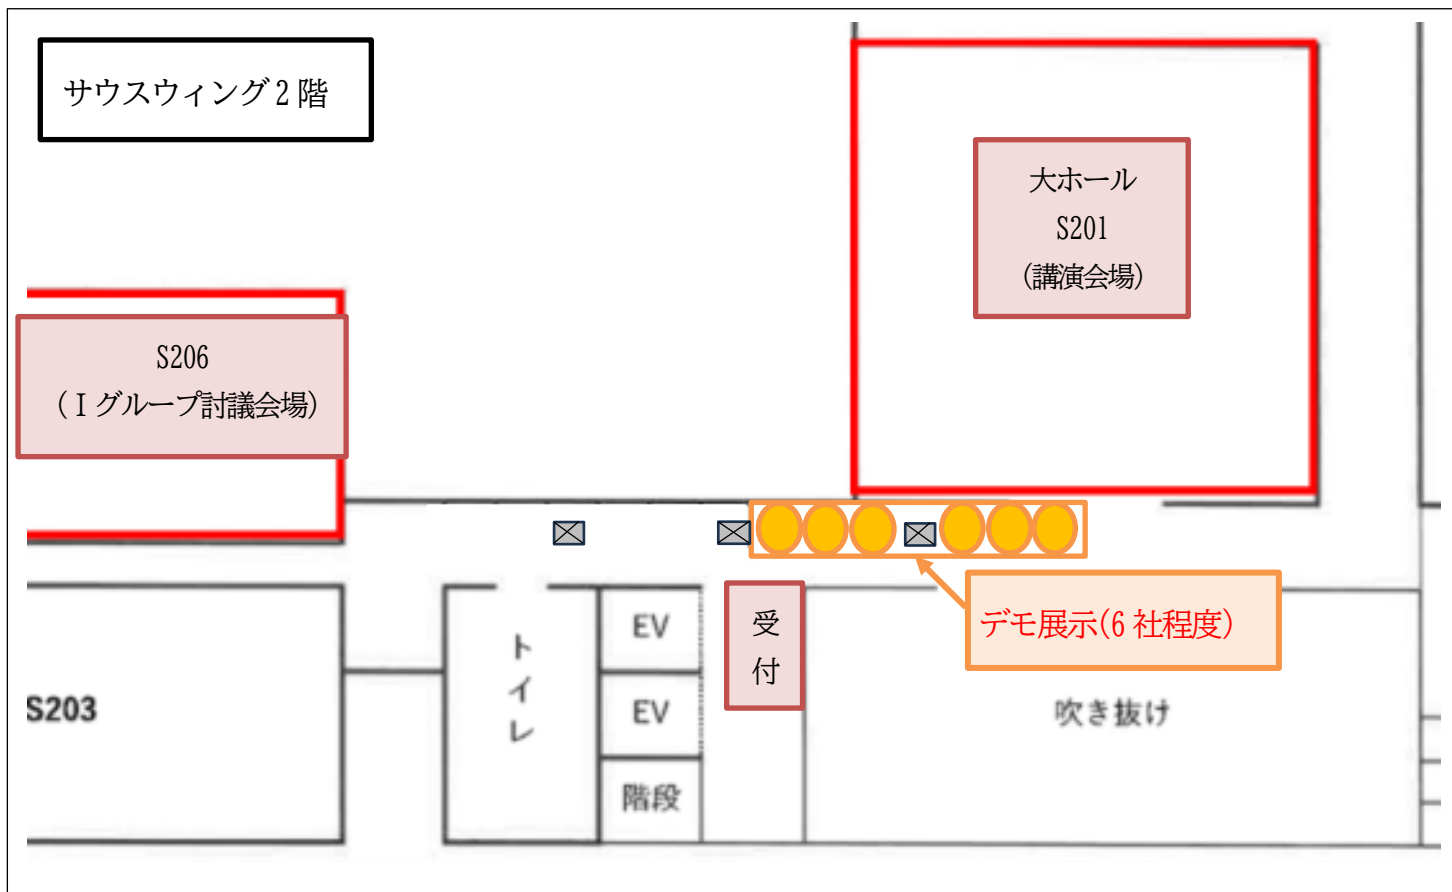 サウスウィング2階
大ホール
S201
(講演会場)
S206
(Ⅰグループ討議会場)
デモ展示(6社程度)
受付
トイレ
EV
EV
階段
S203
吹き抜け